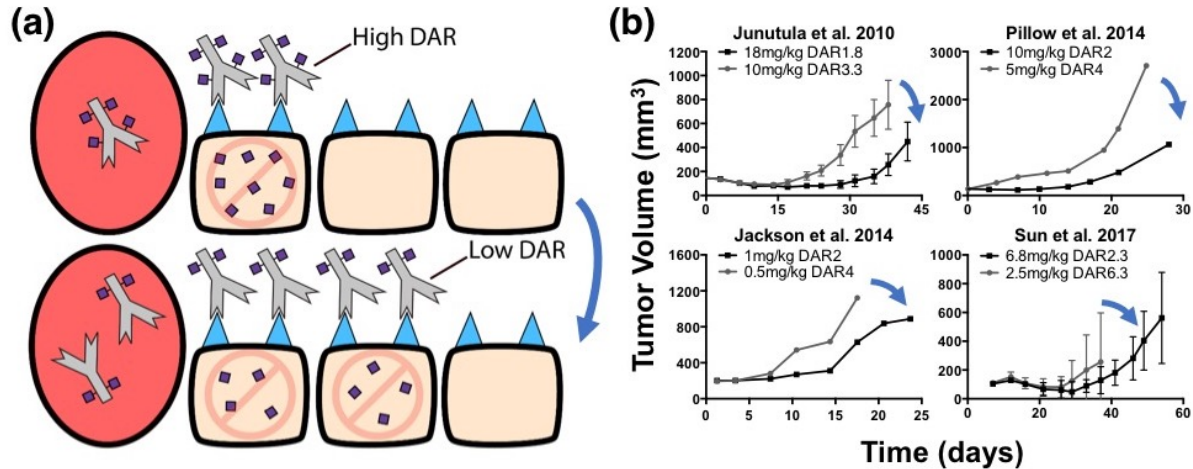 (a)
High DAR
Low DAR
(b)
Tumor Volume (mm³)
Junutula et al. 2010
18mg/kg DAR1.8
10mg/kg DAR3.3
1200
1000
800
600
400
200
0
0 15 30 45
Pillow et al. 2014
10mg/kg DAR2
5mg/kg DAR4
3000
2000
1000
0
0 10 20 30
Jackson et al. 2014
1mg/kg DAR2
0.5mg/kg DAR4
1600
1200
800
400
0
0 5 10 15 20 25
Sun et al. 2017
6.8mg/kg DAR2.3
2.5mg/kg DAR6.3
1000
800
600
400
200
0
0 20 40 60
Time (days)